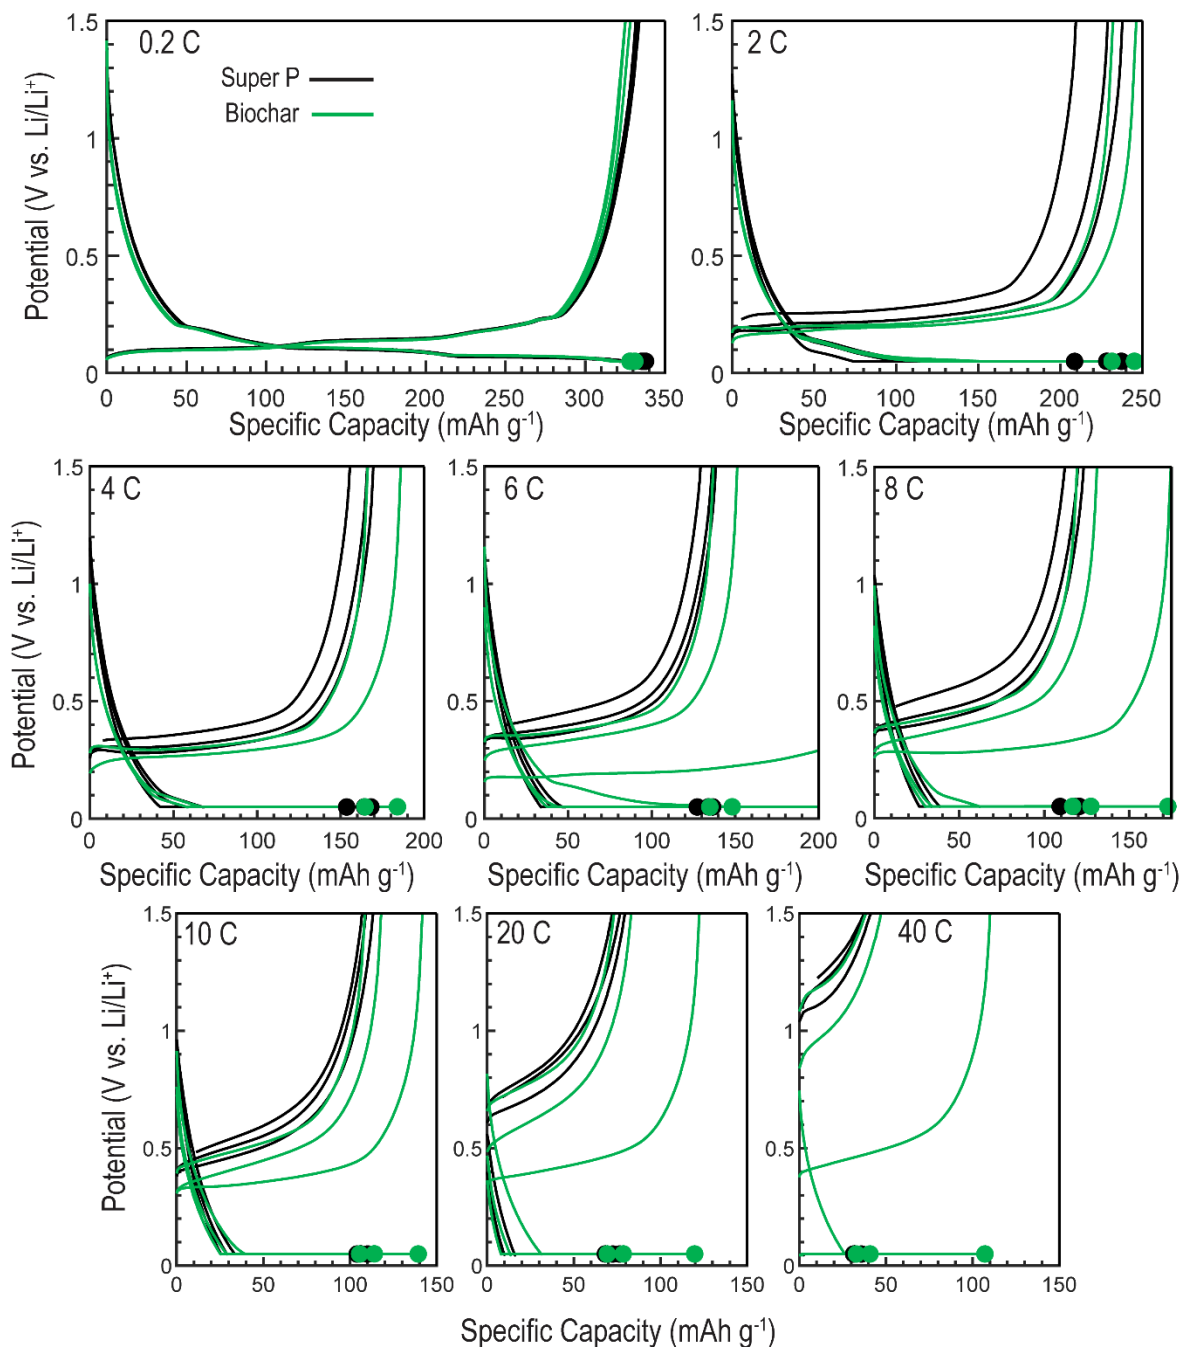 0.2 C
Super P
Biochar
Potential (V vs. Li/Li⁺)
1.5
1
0.5
0
0 50 100 150 200 250 300 350
Specific Capacity (mAh g⁻¹)
2 C
1.5
1
0.5
0
0 50 100 150 200 250
Specific Capacity (mAh g⁻¹)
4 C
Potential (V vs. Li/Li⁺)
1.5
1
0.5
0
0 50 100 150 200
Specific Capacity (mAh g⁻¹)
6 C
1.5
1
0.5
0
0 50 100 150 200
Specific Capacity (mAh g⁻¹)
8 C
1.5
1
0.5
0
0 50 100 150
Specific Capacity (mAh g⁻¹)
10 C
Potential (V vs. Li/Li⁺)
1.5
1
0.5
0
0 50 100 150
20 C
1.5
1
0.5
0
0 50 100 150
40 C
1.5
1
0.5
0
0 50 100 150
Specific Capacity (mAh g⁻¹)